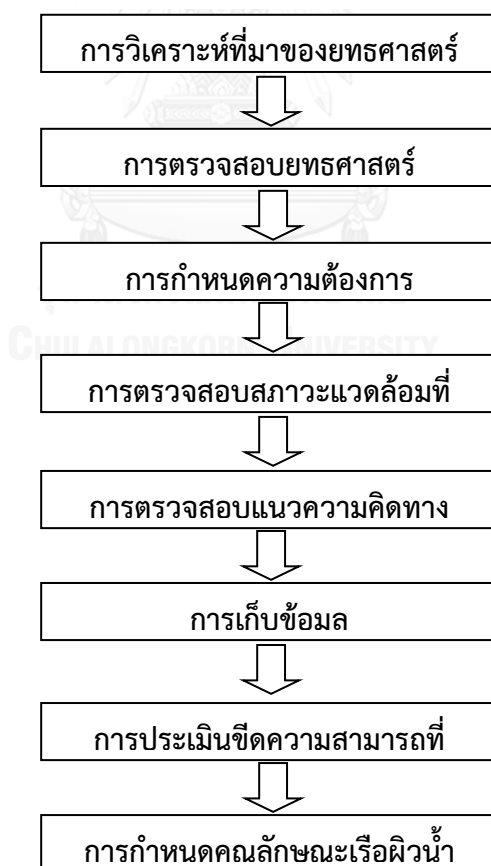 การวิเคราะห์ที่มาของยทธศาสตร์
การตรวจสอบยทธศาสตร์
การกำหนดความต้องการ
CHULALONGKORN UNIVERSITY
การตรวจสอบสภาวะแวดล้อมที่
การตรวจสอบแนวความคิดทาง
การเก็บข้อมล
การประเมินขีดความสามารถที่
การกำหนดคณลักษณะเรือผิวน้ำ